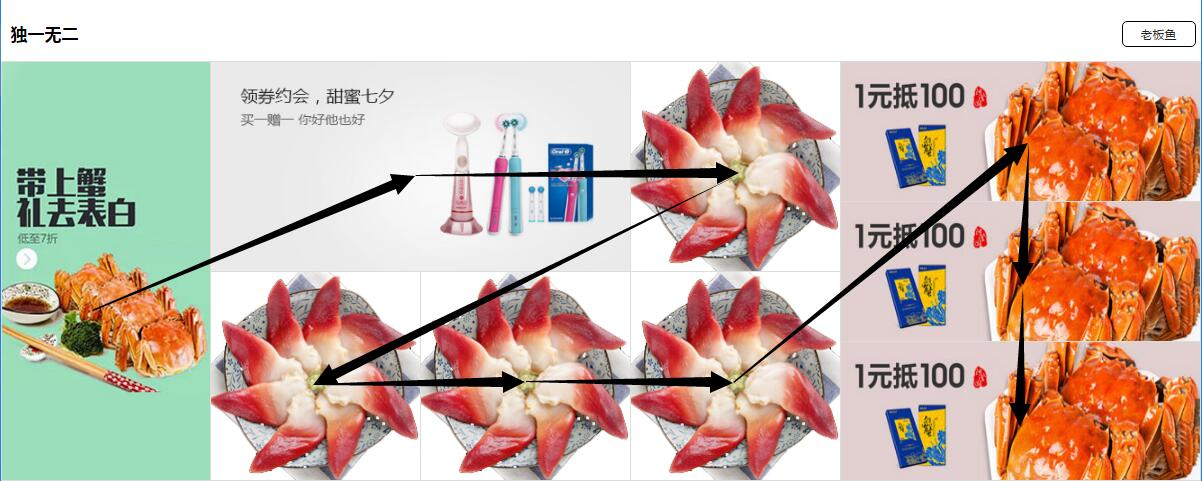 独一无二
老板鱼
带上蟹
礼去表白
低至7折
领券约会，甜蜜七夕
买一赠一 你好他也好
Oral-B
1元抵100
1元抵100
1元抵100